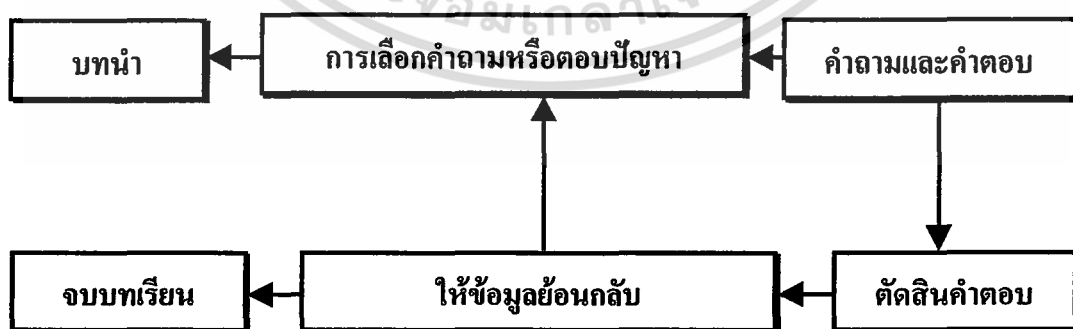 บทนำ
การเลือกคำถามหรือตอบปัญหา
คำถามและคำตอบ
จบบทเรียน
ให้ข้อมูลย้อนกลับ
ตัดสินคำตอบ